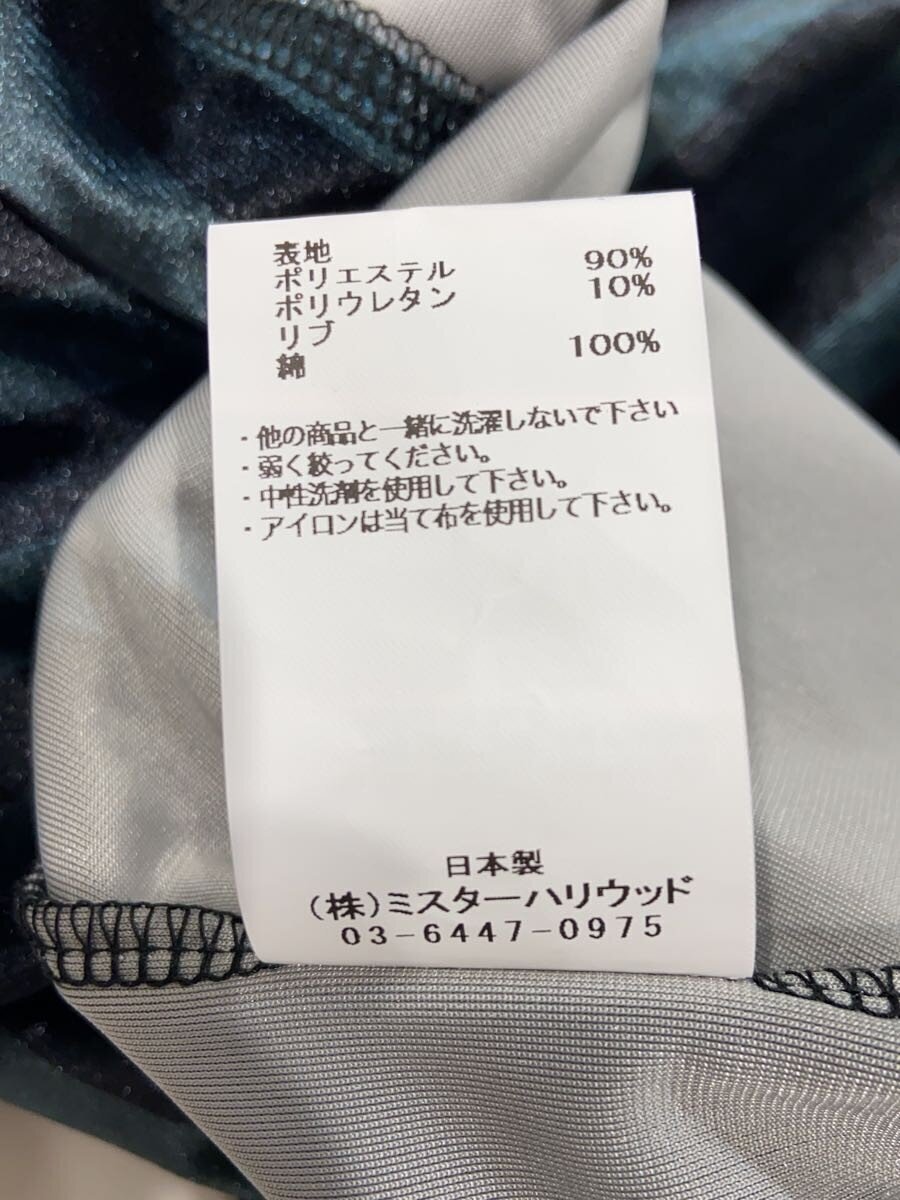 表地
ポリエステル 90%
ポリウレタン 10%
リブ
綿 100%
・他の商品と一緒に洗濯しないで下さい
・弱く絞ってください。
・中性洗剤を使用して下さい。
・アイロンは当て布を使用して下さい。
日本製
(株)ミスターハリウッド
03-6447-0975